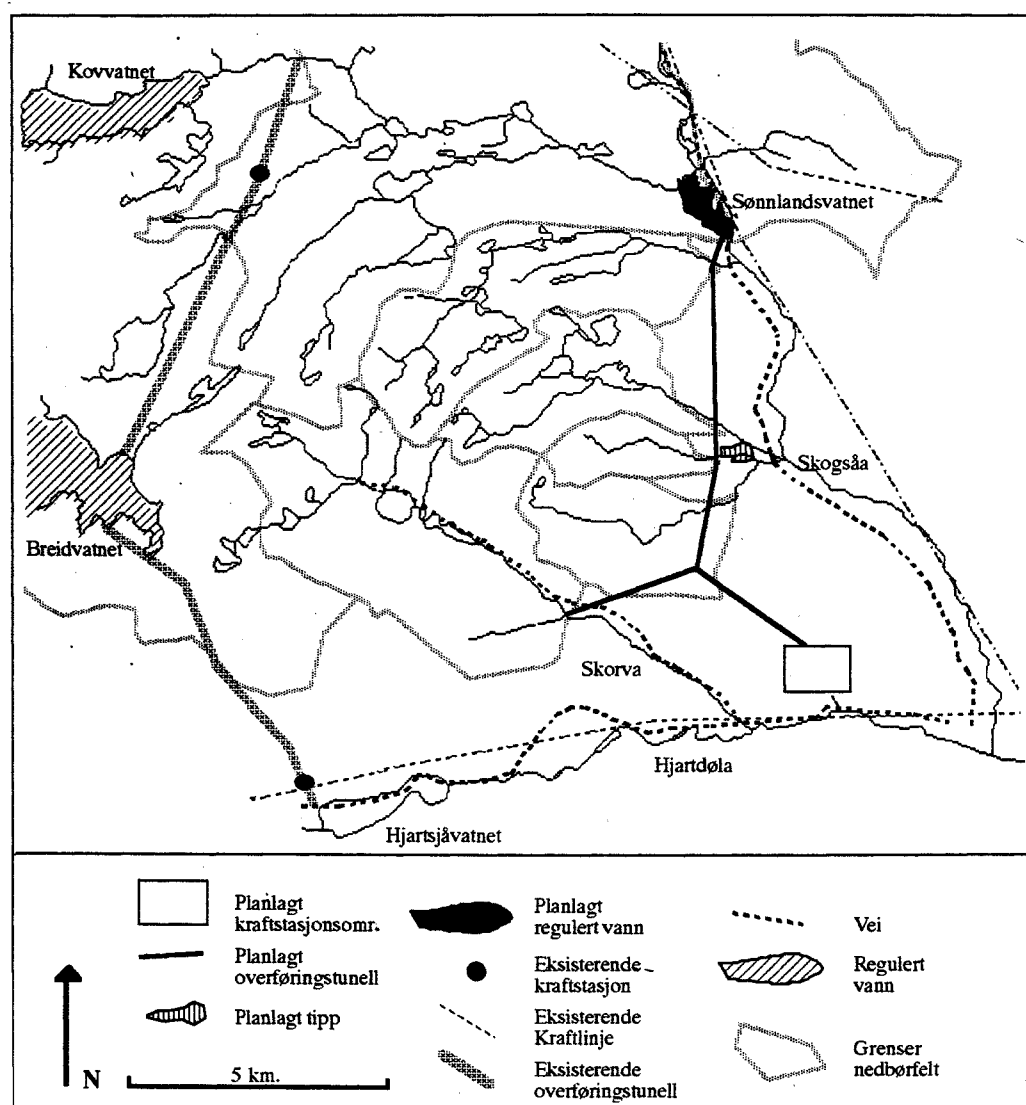 Kovvatnet
Sønnlandsvatnet
Skogsåa
Breidvatnet
Skorva
Hjartdøla
Hjartsjåvatnet
Planlagt
kraftstasjonsomr.
Planlagt
overføringstunell
Planlagt tipp
N
5 km.
Planlagt
regulert vann
Eksisterende
kraftstasjon
Eksisterende
Kraftlinje
Eksisterende
overføringstunell
Vei
Regulert
vann
Grenser
nedbørfelt